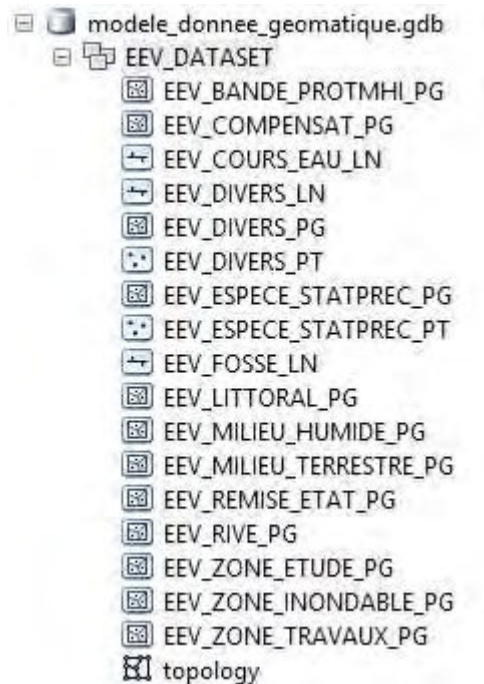 modele_donnee_geomatique.gdb
EEV_DATASET
EEV_BANDE_PROTMHI_PG
EEV_COMPENSAT_PG
EEV_COURS_EAU_LN
EEV_DIVERS_LN
EEV_DIVERS_PG
EEV_DIVERS_PT
EEV_ESPECE_STATPREC_PG
EEV_ESPECE_STATPREC_PT
EEV_FOSSE_LN
EEV_LITTORAL_PG
EEV_MILIEU_HUMIDE_PG
EEV_MILIEU_TERRESTRE_PG
EEV_REMISE_ETAT_PG
EEV_RIVE_PG
EEV_ZONE_ETUDE_PG
EEV_ZONE_INONDABLE_PG
EEV_ZONE_TRAVAUX_PG
topology